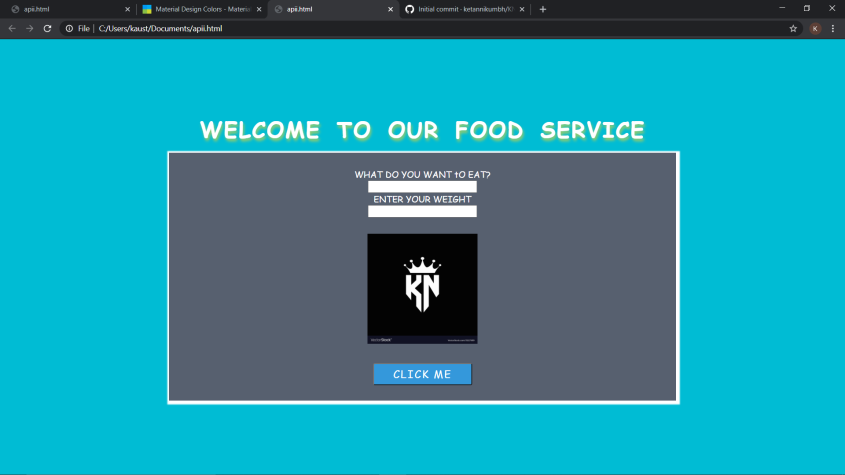 apii.html
Material Design Colors - Materia
apii.html
Initial commit - ketannikumbh/K
File | C:/Users/kaust/Documents/apii.html
K
WELCOME TO OUR FOOD SERVICE
WHAT DO YOU WANT tO EAT?
ENTER YOUR WEIGHT
KN
VectorStock
CLICK ME